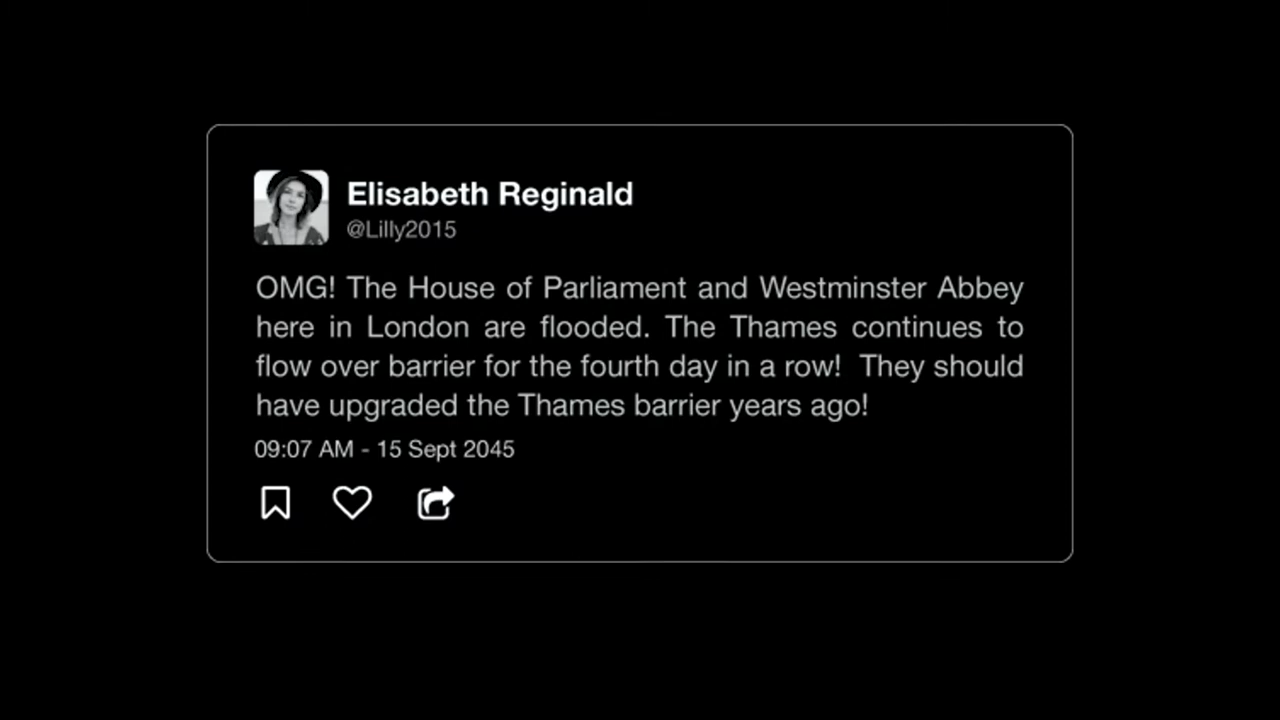 Elisabeth Reginald
@Lilly2015
OMG! The House of Parliament and Westminster Abbey
here in London are flooded. The Thames continues to
flow over barrier for the fourth day in a row!  They should
have upgraded the Thames barrier years ago!
09:07 AM - 15 Sept 2045